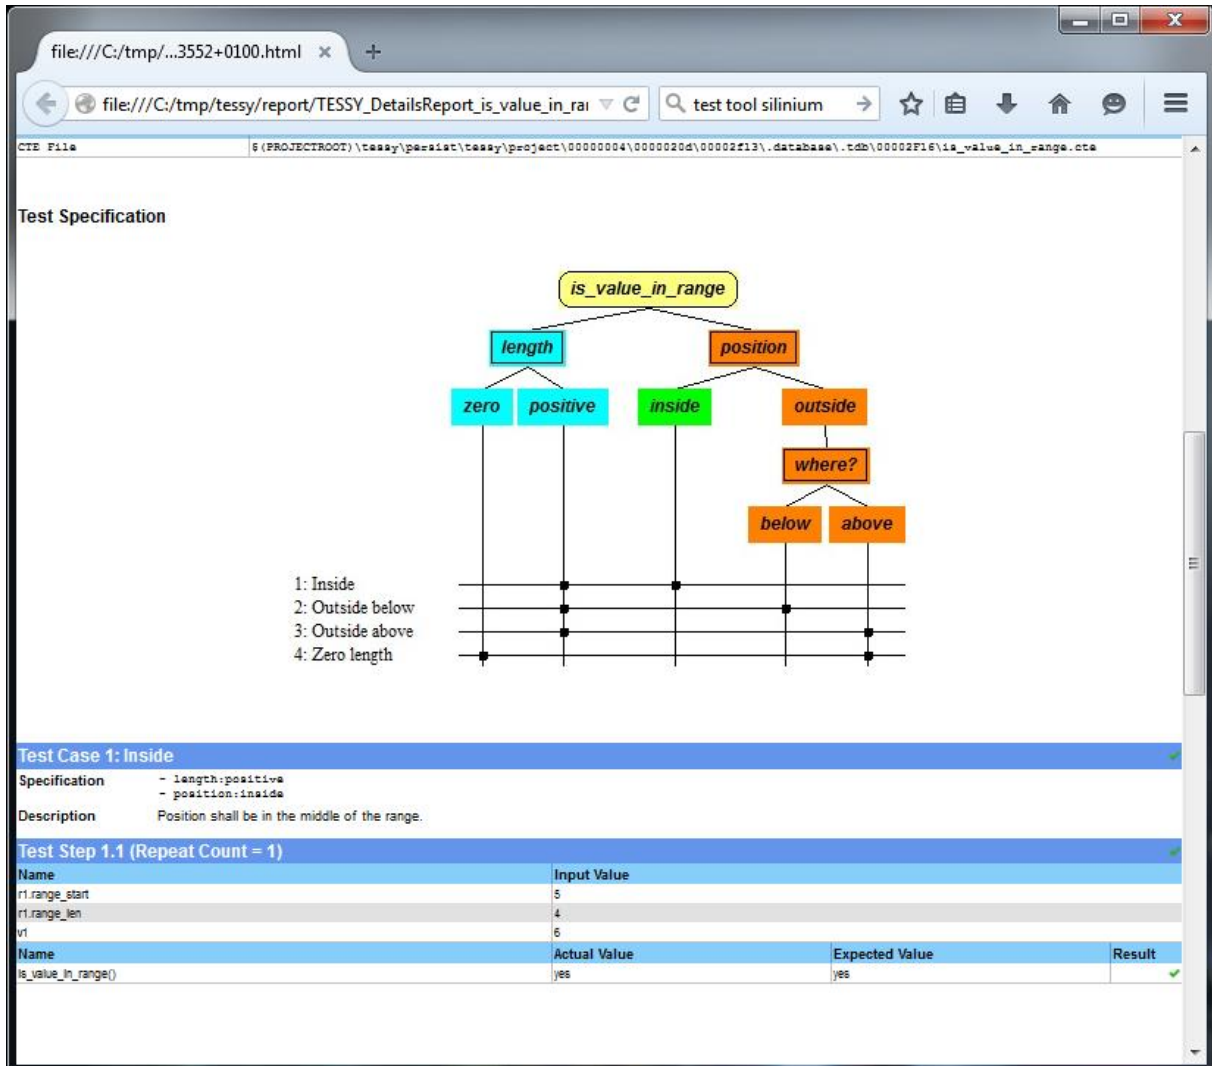 file:///C:/tmp/...3552+0100.html
file:///C:/tmp/tessy/report/TESSY_DetailsReport_is_value_in_rai
test tool silinium
CTE File $(PROJECTROOT)\tessy\persist\tessy\project\00000004\0000020d\00002f13\.database\.tdb\00002F16\is_value_in_range.cte
Test Specification
is_value_in_range
length position
zero positive inside outside
where?
below above
1: Inside
2: Outside below
3: Outside above
4: Zero length
Test Case 1: Inside
Specification - length:positive
- position:inside
Description Position shall be in the middle of the range.
Test Step 1.1 (Repeat Count = 1)
Name Input Value
r1.range_start 5
r1.range_len 4
v1 6
Name Actual Value Expected Value Result
is_value_in_range() yes yes